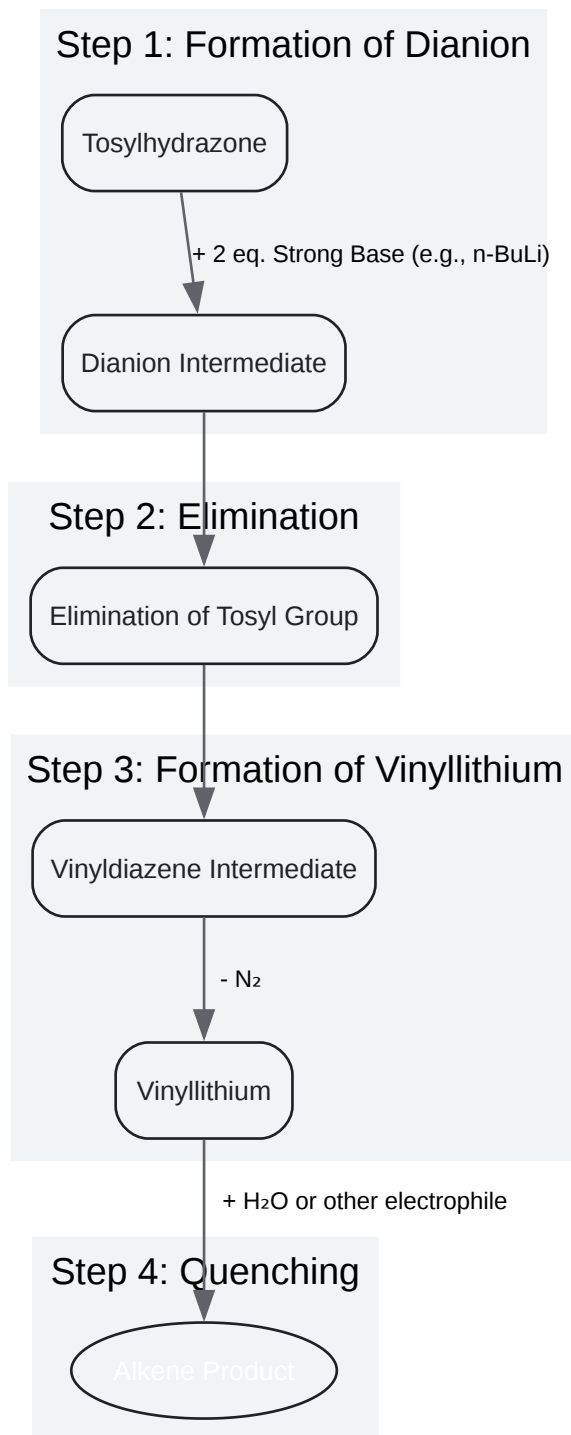 Step 1: Formation of Dianion
Tosylhydrazone
+ 2 eq. Strong Base (e.g., n-BuLi)
Dianion Intermediate
Step 2: Elimination
Elimination of Tosyl Group
Step 3: Formation of Vinyllithium
Vinyldiazene Intermediate
- N₂
Vinyllithium
+ H₂O or other electrophile
Step 4: Quenching
Alkene Product